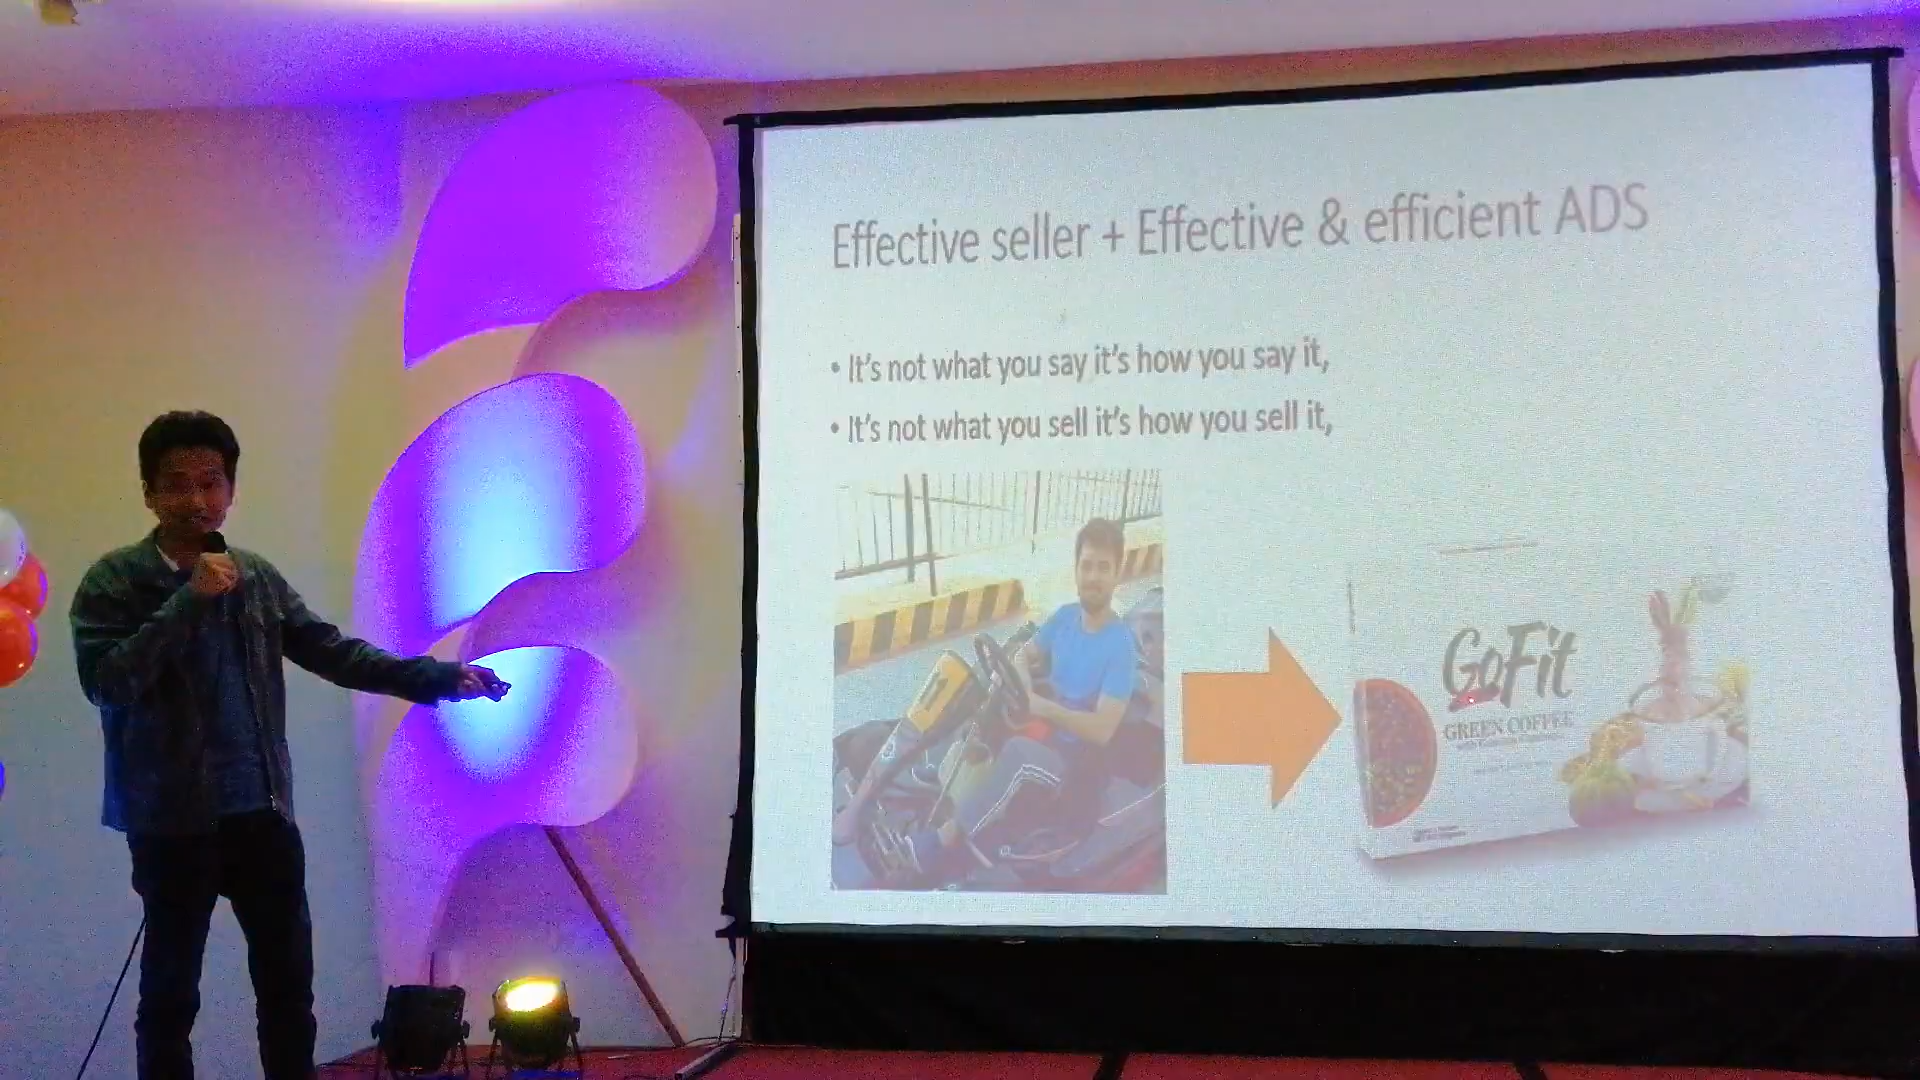 Effective seller + Effective & efficient ADS
• It's not what you say it's how you say it,
• It's not what you sell it's how you sell it,
GoFit
GREEN COFFEE